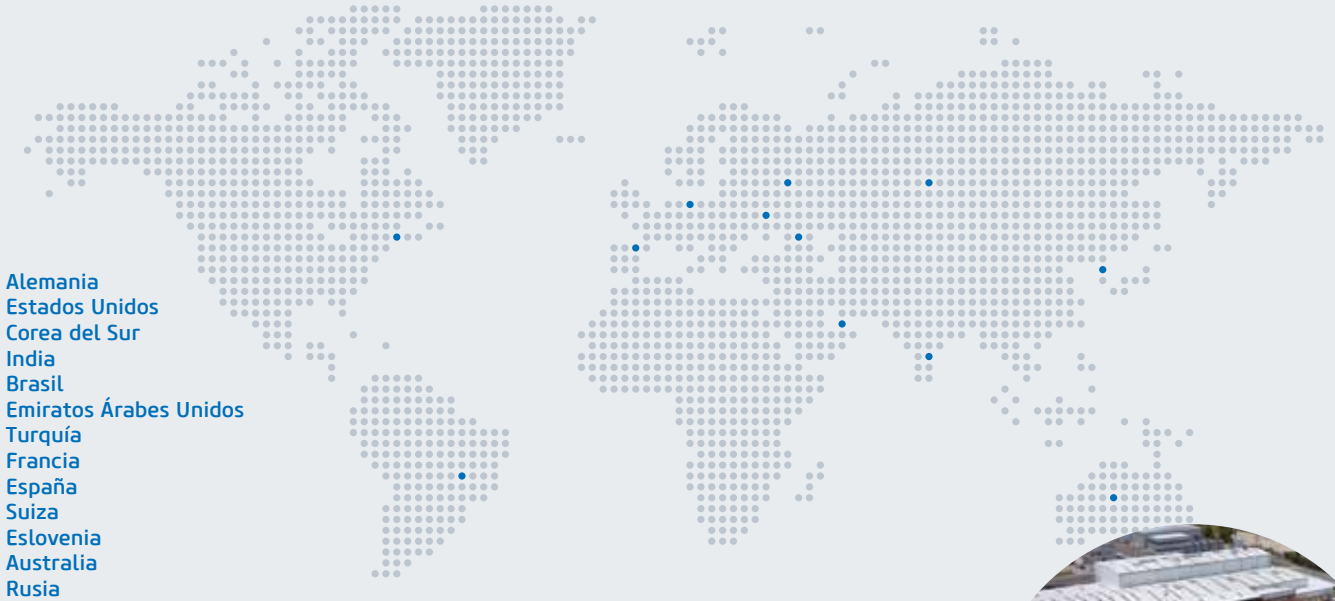 Alemania
Estados Unidos
Corea del Sur
India
Brasil
Emiratos Árabes Unidos
Turquía
Francia
España
Suiza
Eslovenia
Australia
Rusia